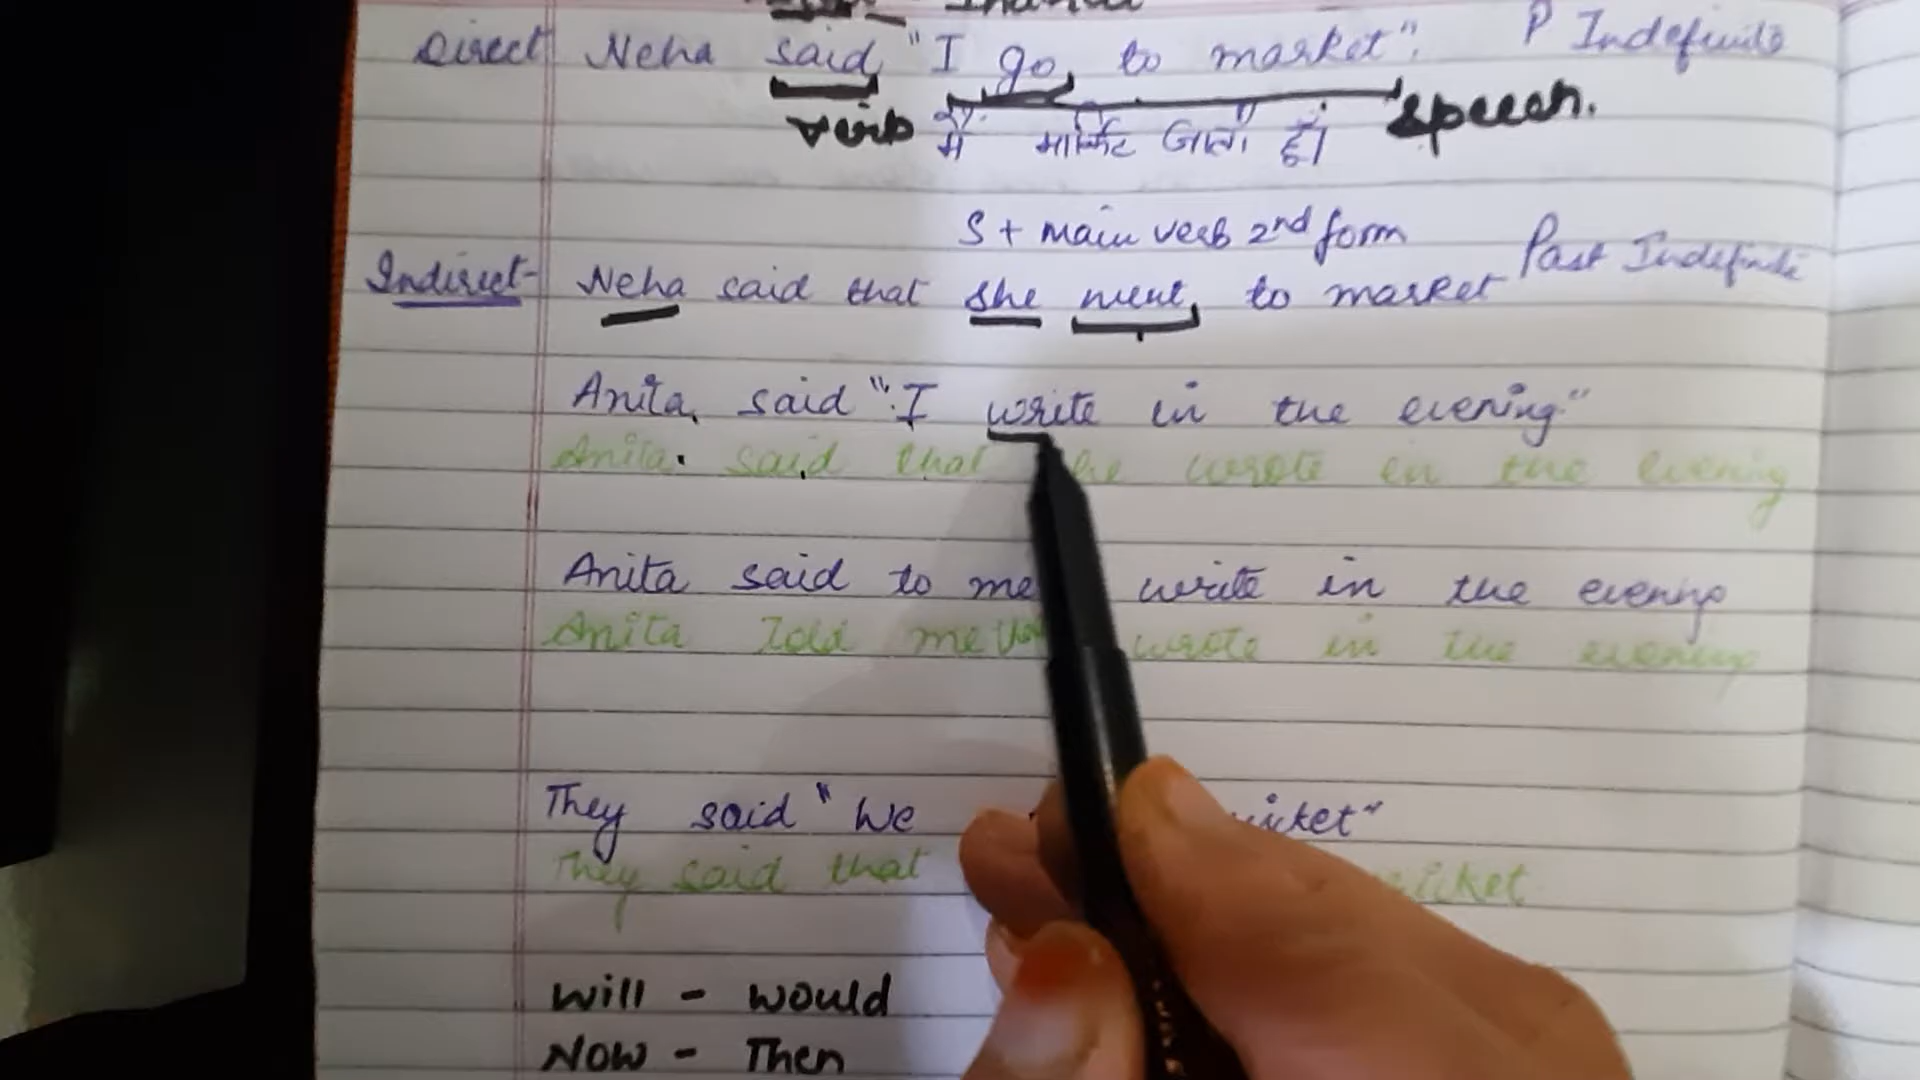 Direct Neha said "I go to market". P Indefinite
verb मैं मार्किट जाता हूँ। Speech.
S + main verb 2nd form
Indirect- Neha said that she went to market Past Indefinite
Anita said "I write in the evening"
Anita said that wrote in the evening
Anita said to me write in the evening
Anita Told me wrote in the evening
They said "We
They said that
Will - would
Now - Then